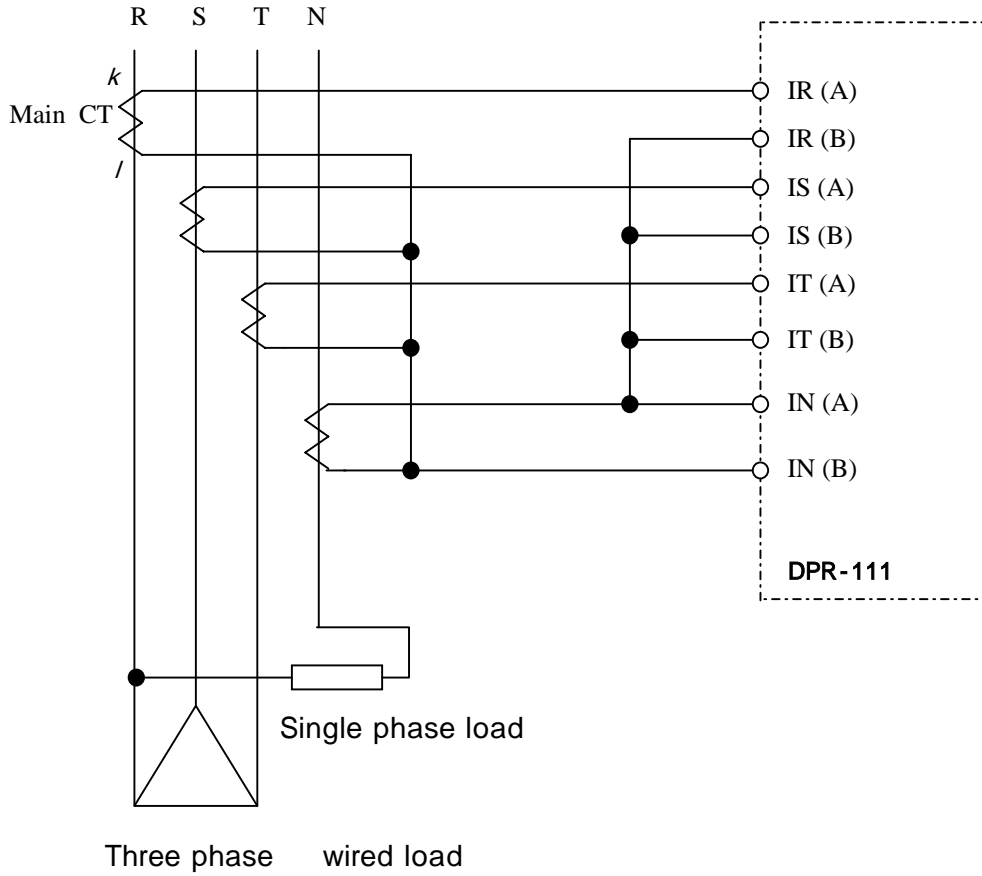 R S T N
k
Main CT
l
IR (A)
IR (B)
IS (A)
IS (B)
IT (A)
IT (B)
IN (A)
IN (B)
DPR-111
Single phase load
Three phase wired load